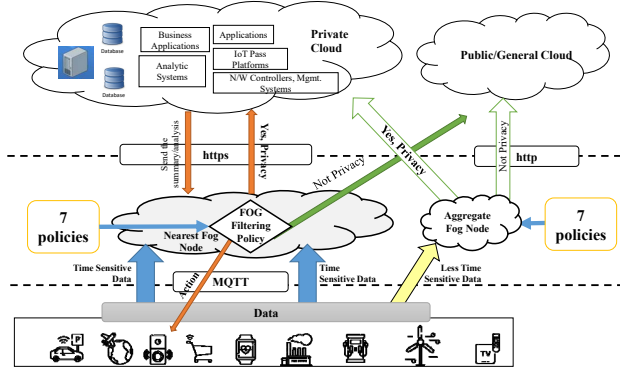 Database
Database
Business
Applications
Analytic
Systems
Applications
IoT Pass
Platforms
N/W Controllers, Mgmt.
Systems
Private
Cloud
Public/General Cloud
Send the
summary/analysis
Yes, Privacy
https
Not Privacy
Yes, Privacy
Not Privacy
http
7
policies
Nearest Fog
Node
FOG
Filtering
Policy
Aggregate
Fog Node
7
policies
Time Sensitive
Data
Action
MQTT
Time
Sensitive Data
Less Time
Sensitive Data
Data
P
TV